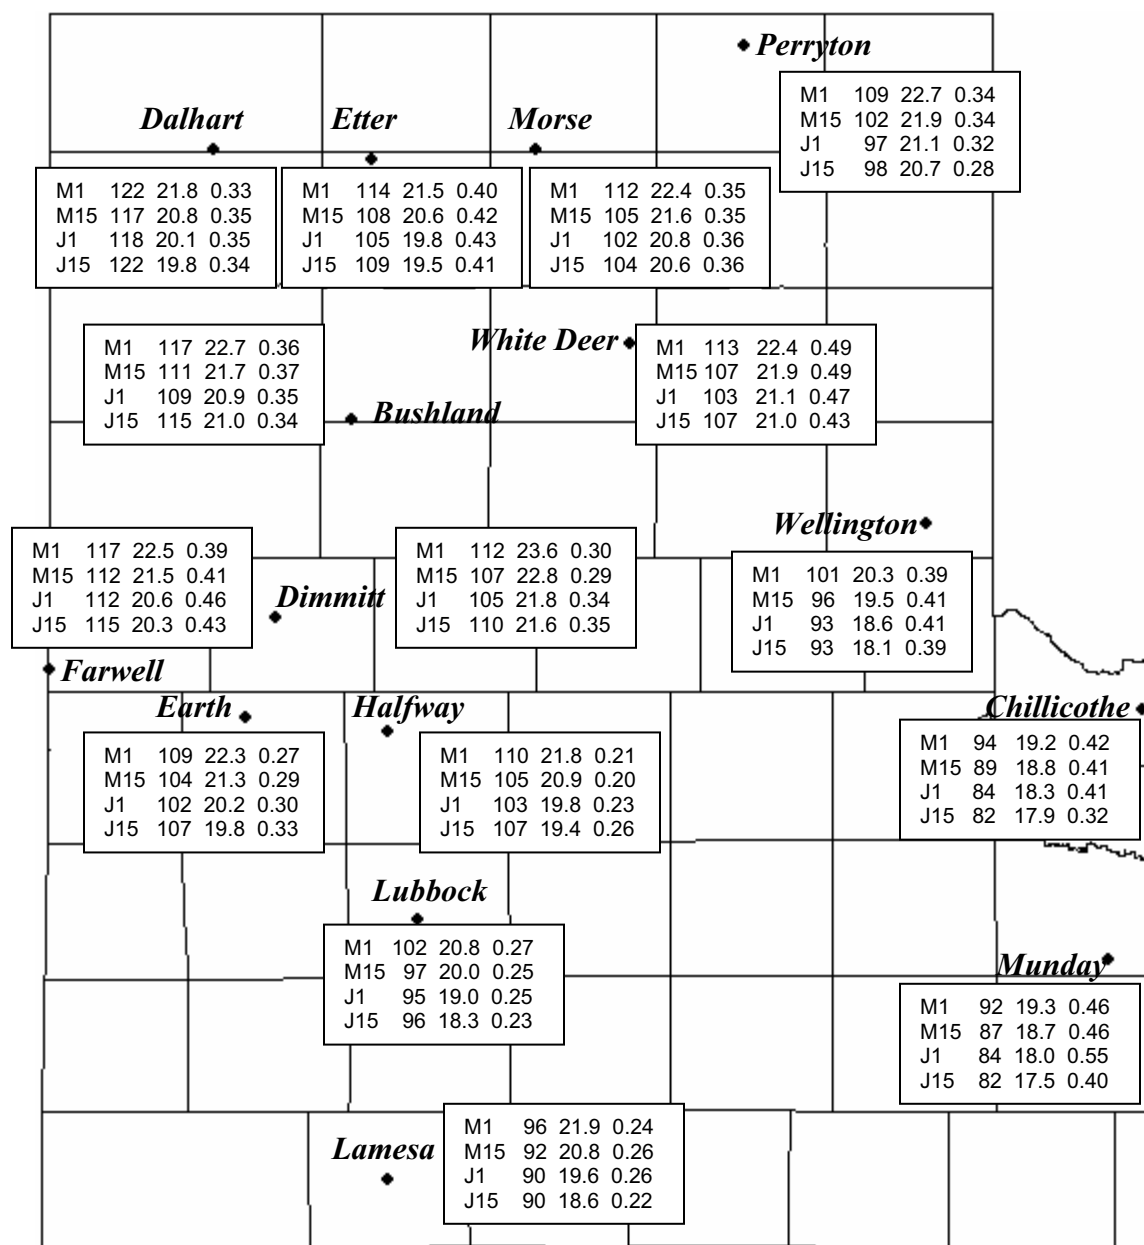 Perryton
M1 109 22.7 0.34
M15 102 21.9 0.34
J1 97 21.1 0.32
J15 98 20.7 0.28
Dalhart
M1 122 21.8 0.33
M15 117 20.8 0.35
J1 118 20.1 0.35
J15 122 19.8 0.34
Etter
M1 114 21.5 0.40
M15 108 20.6 0.42
J1 105 19.8 0.43
J15 109 19.5 0.41
Morse
M1 112 22.4 0.35
M15 105 21.6 0.35
J1 102 20.8 0.36
J15 104 20.6 0.36
M1 117 22.7 0.36
M15 111 21.7 0.37
J1 109 20.9 0.35
J15 115 21.0 0.34
Bushland
White Deer
M1 113 22.4 0.49
M15 107 21.9 0.49
J1 103 21.1 0.47
J15 107 21.0 0.43
M1 117 22.5 0.39
M15 112 21.5 0.41
J1 112 20.6 0.46
J15 115 20.3 0.43
Farwell
Dimmitt
M1 112 23.6 0.30
M15 107 22.8 0.29
J1 105 21.8 0.34
J15 110 21.6 0.35
Wellington
M1 101 20.3 0.39
M15 96 19.5 0.41
J1 93 18.6 0.41
J15 93 18.1 0.39
Earth
M1 109 22.3 0.27
M15 104 21.3 0.29
J1 102 20.2 0.30
J15 107 19.8 0.33
Halfway
M1 110 21.8 0.21
M15 105 20.9 0.20
J1 103 19.8 0.23
J15 107 19.4 0.26
Chillicothe
M1 94 19.2 0.42
M15 89 18.8 0.41
J1 84 18.3 0.41
J15 82 17.9 0.32
Lubbock
M1 102 20.8 0.27
M15 97 20.0 0.25
J1 95 19.0 0.25
J15 96 18.3 0.23
Munday
M1 92 19.3 0.46
M15 87 18.7 0.46
J1 84 18.0 0.55
J15 82 17.5 0.40
Lamesa
M1 96 21.9 0.24
M15 92 20.8 0.26
J1 90 19.6 0.26
J15 90 18.6 0.22